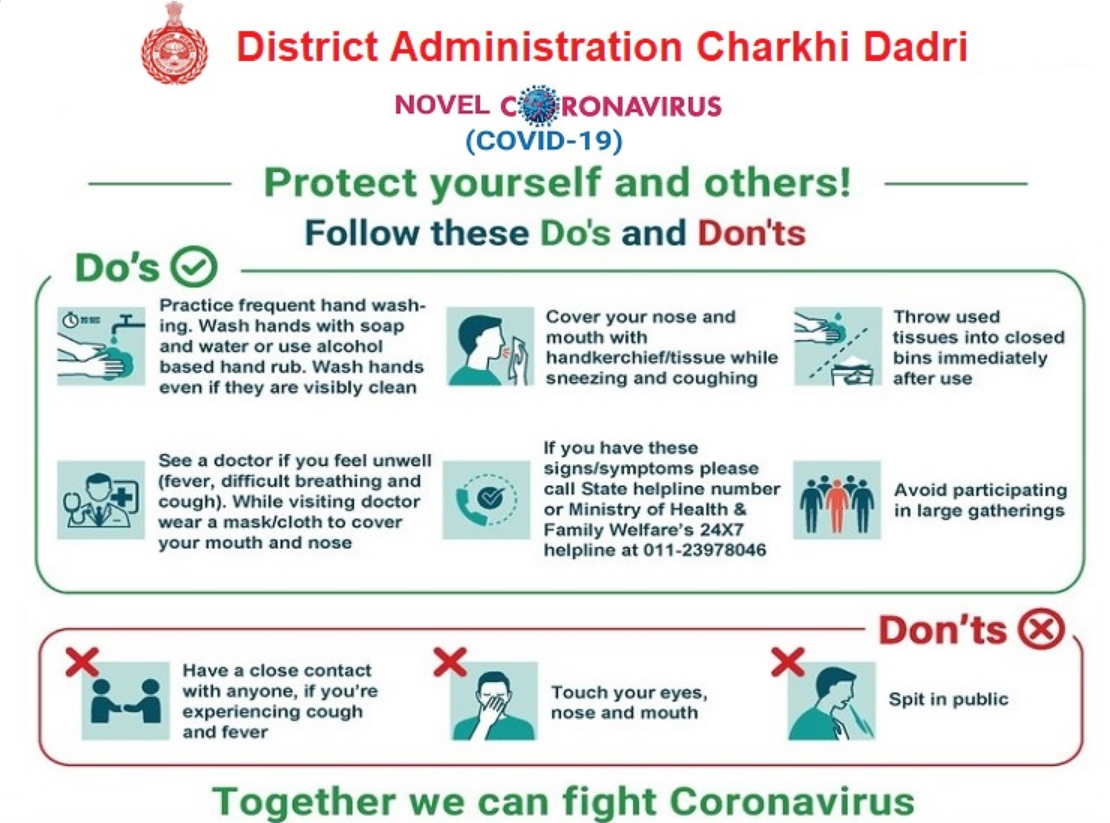 District Administration Charkhi Dadri
NOVEL CORONAVIRUS
(COVID-19)
Protect yourself and others!
Follow these Do's and Don'ts
Do's
20 SEC
Practice frequent hand wash-
ing. Wash hands with soap
and water or use alcohol
based hand rub. Wash hands
even if they are visibly clean
Cover your nose and
mouth with
handkerchief/tissue while
sneezing and coughing
Throw used
tissues into closed
bins immediately
after use
See a doctor if you feel unwell
(fever, difficult breathing and
cough). While visiting doctor
wear a mask/cloth to cover
your mouth and nose
If you have these
signs/symptoms please
call State helpline number
or Ministry of Health &
Family Welfare's 24X7
helpline at 011-23978046
Avoid participating
in large gatherings
Don'ts
Have a close contact
with anyone, if you're
experiencing cough
and fever
Touch your eyes,
nose and mouth
Spit in public
Together we can fight Coronavirus